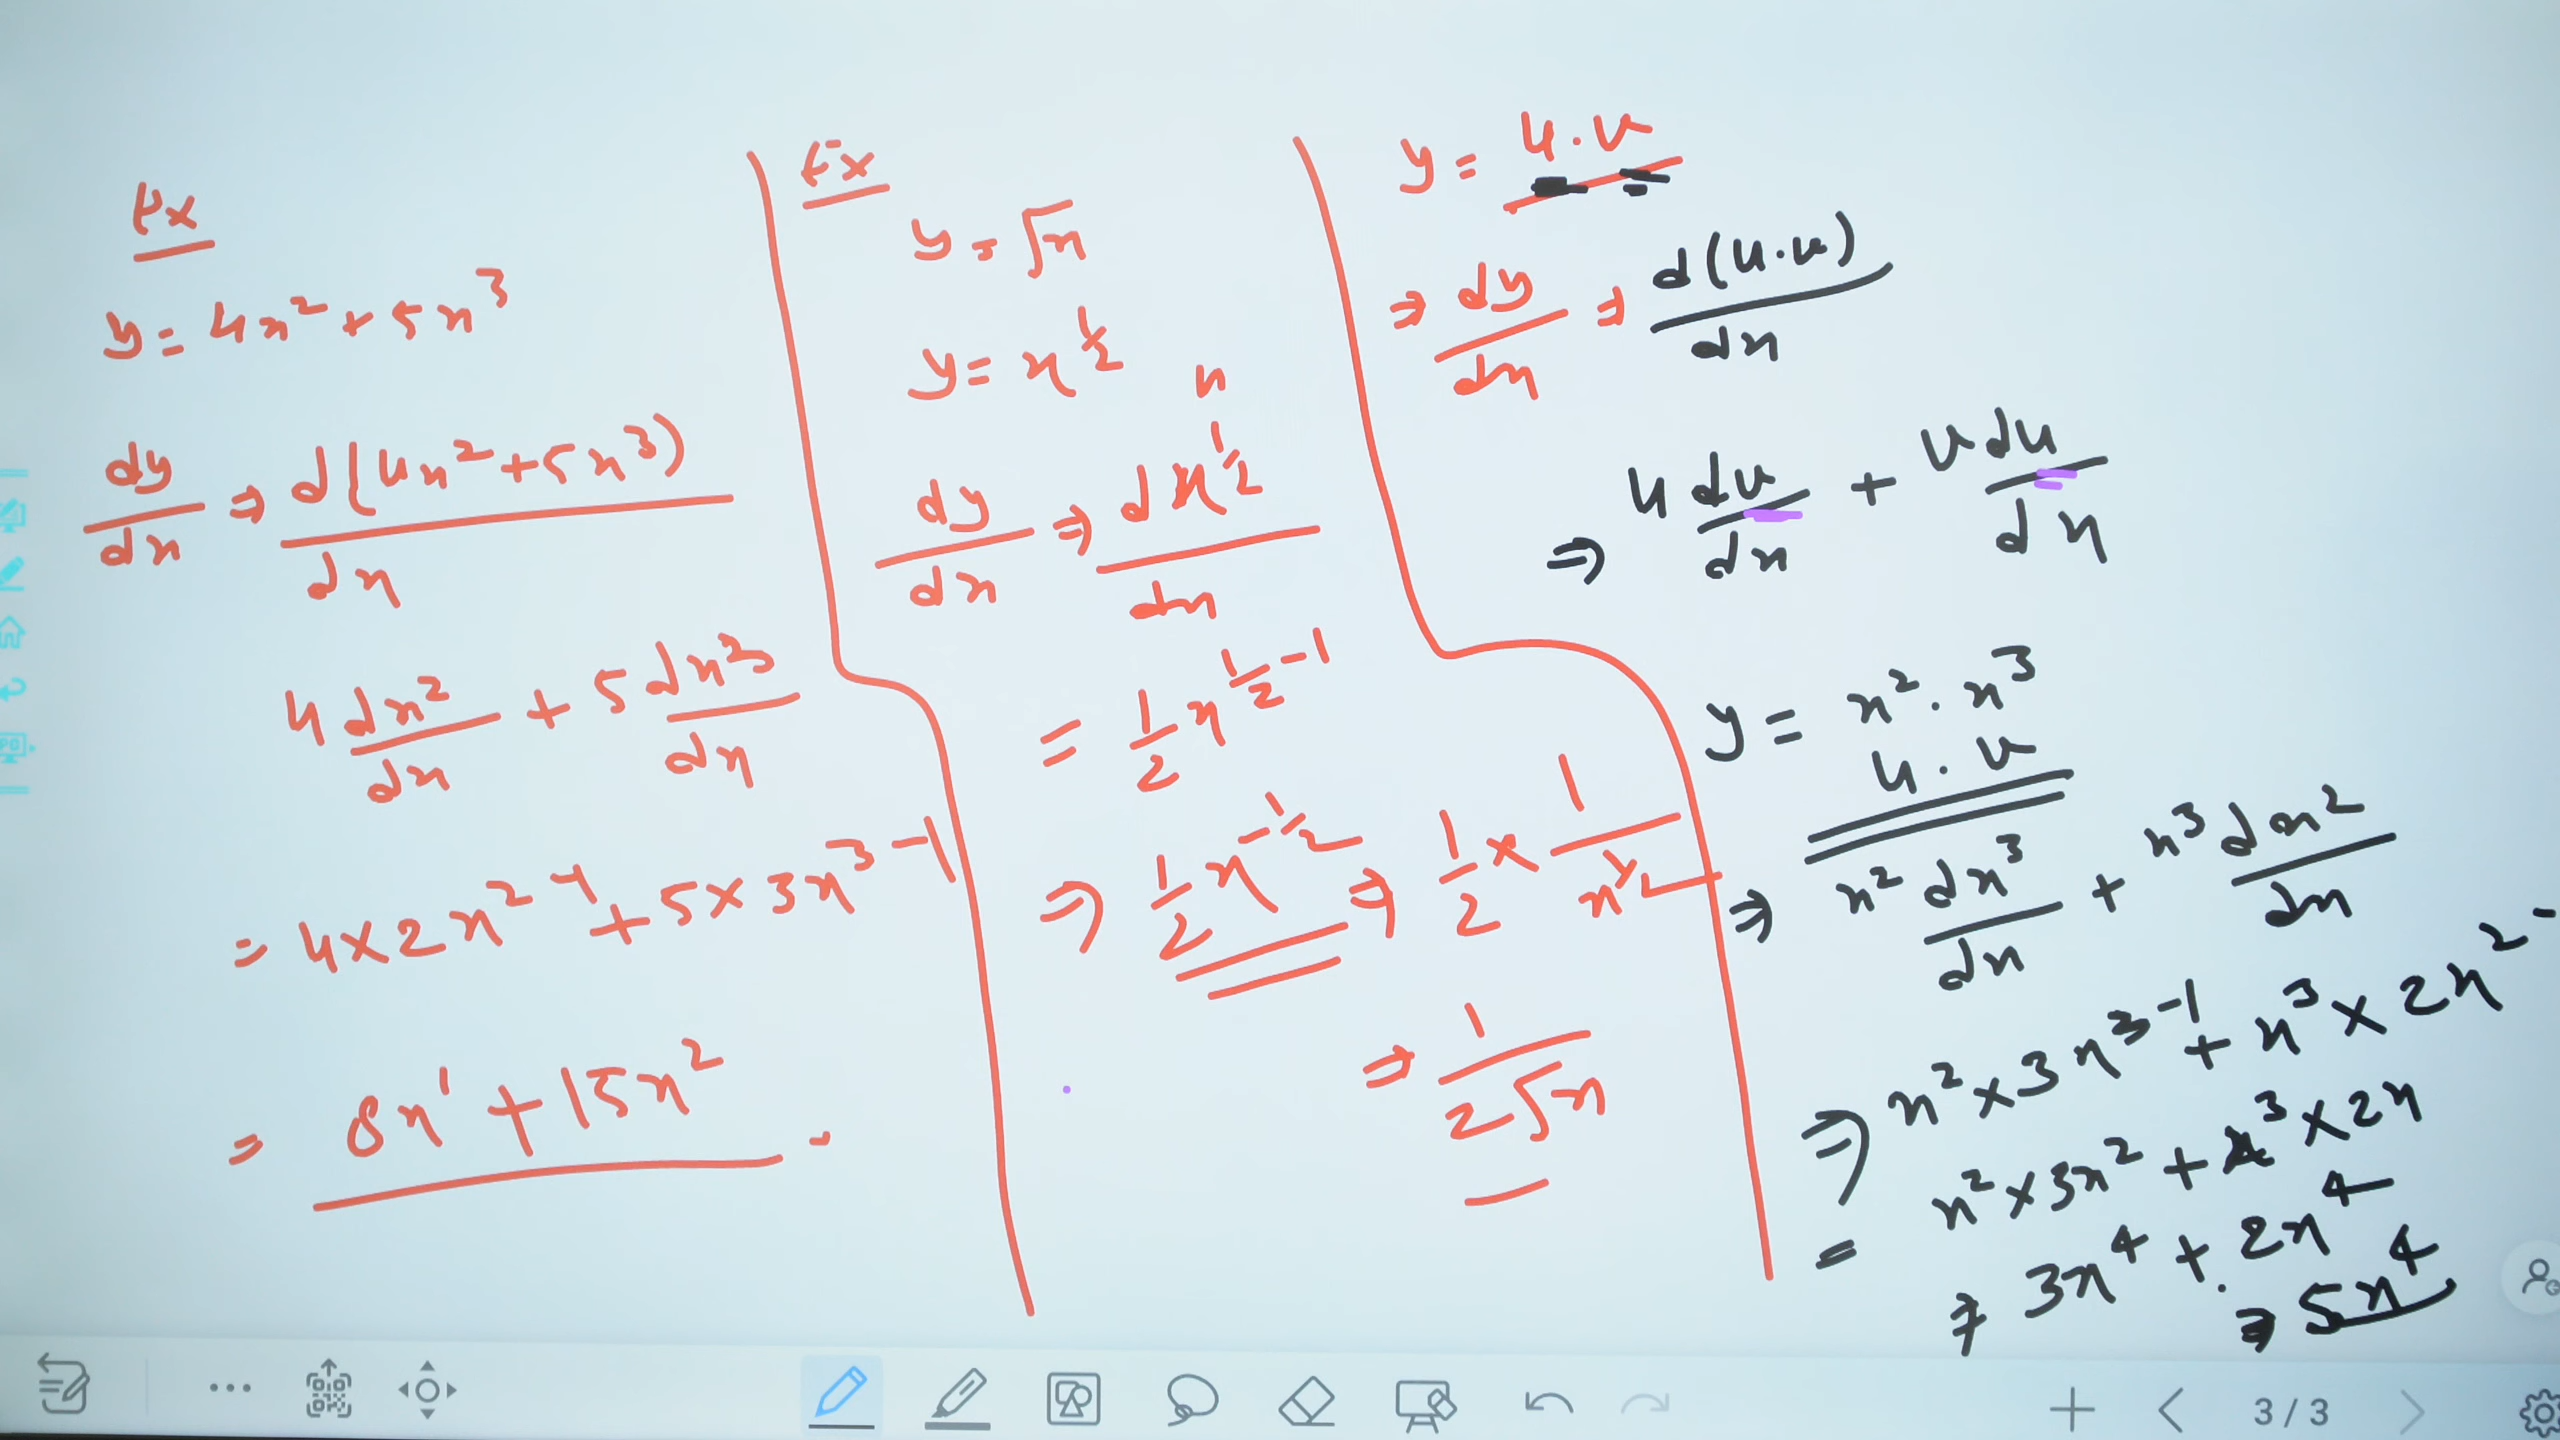 Ex
y = 4x² + 5x³
dy/dx ⇒ d(4x² + 5x³)/dx
4 dx²/dx + 5 dx³/dx
= 4×2x²⁻¹ + 5×3x³⁻¹
= 8x¹ + 15x²
Ex
y = √x
y = x^1/2
n
dy/dx ⇒ dx^1/2/dx
= 1/2 x^1/2-1
⇒ 1/2 x^-1/2 ⇒ 1/2 × 1/x^1/2
⇒ 1/2√x
y = u.v
⇒ dy/dx ⇒ d(u.v)/dx
⇒ u dv/dx + v du/dx
y = x² . x³
u . v
⇒ x² dx³/dx + x³ dx²/dx
⇒ x² × 3x³⁻¹ + x³ × 2x²⁻
= x² × 3x² + x³ × 2x
⇒ 3x⁴ + 2x⁴
⇒ 5x⁴
3/3